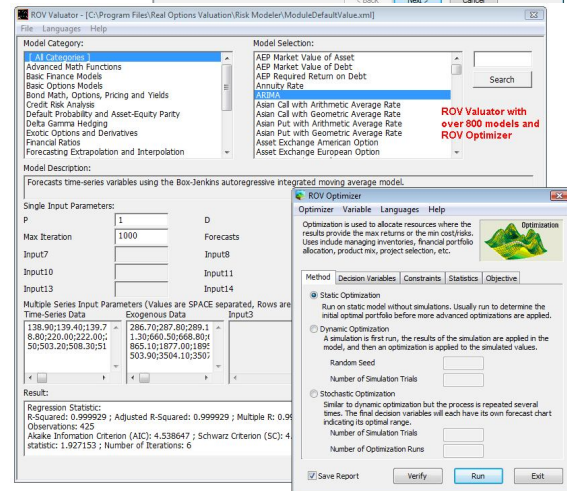 < Back
Next >
Cancel
ROV Valuator - [C:\Program Files\Real Options Valuation\Risk Modeler\ModuleDefaultValue.xml]
File Languages Help
Model Category:
[ All Categories ]
Advanced Math Functions
Basic Finance Models
Basic Options Models
Bond Math, Options, Pricing and Yields
Credit Risk Analysis
Default Probability and Asset-Equity Parity
Delta Gamma Hedging
Exotic Options and Derivatives
Financial Ratios
Forecasting Extrapolation and Interpolation
Model Selection:
AEP Market Value of Asset
AEP Market Value of Debt
AEP Required Return on Debt
Annuity Rate
ARIMA
Asian Call with Arithmetic Average Rate
Asian Call with Geometric Average Rate
Asian Put with Arithmetic Average Rate
Asian Put with Geometric Average Rate
Asset Exchange American Option
Asset Exchange European Option
Search
ROV Valuator with
over 800 models and
ROV Optimizer
Model Description:
Forecasts time-series variables using the Box-Jenkins autoregressive integrated moving average model.
Single Input Parameters:
P 1 D
Max Iteration 1000 Forecasts
Input7 Input8
Input10 Input11
Input13 Input14
Multiple Series Input Parameters (Values are SPACE separated, Rows are
Time-Series Data Exogenous Data Input3
138.90;139.40;139.7
8.80;220.00;222.00;
50;503.20;508.30;51
286.70;287.80;289.1
1.30;660.50;668.80;
865.10;1877.00;1895
503.90;3504.10;3507
Result:
Regression Statistic:
R-Squared: 0.999929 ; Adjusted R-Squared: 0.999929 ; Multiple R: 0.99
Observations: 425
Akaike Infomation Criterion (AIC): 4.538647 ; Schwarz Criterion (SC): 4.
statistic: 1.927153 ; Number of Iterations: 6
ROV Optimizer
Optimizer Variable Languages Help
Optimization is used to allocate resources where the
results provide the max returns or the min cost/risks.
Uses include managing inventories, financial portfolio
allocation, product mix, project selection, etc.
Optimization
Method Decision Variables Constraints Statistics Objective
Static Optimization
Run on static model without simulations. Usually run to determine the
initial optimal portfolio before more advanced optimizations are applied.
Dynamic Optimization
A simulation is first run, the results of the simulation are applied in the
model, and then an optimization is applied to the simulated values.
Random Seed
Number of Simulation Trials
Stochastic Optimization
Similar to dynamic optimization but the process is repeated several
times. The final decision variables will each have its own forecast chart
indicating its optimal range.
Number of Simulation Trials
Number of Optimization Runs
Save Report
Verify
Run
Exit